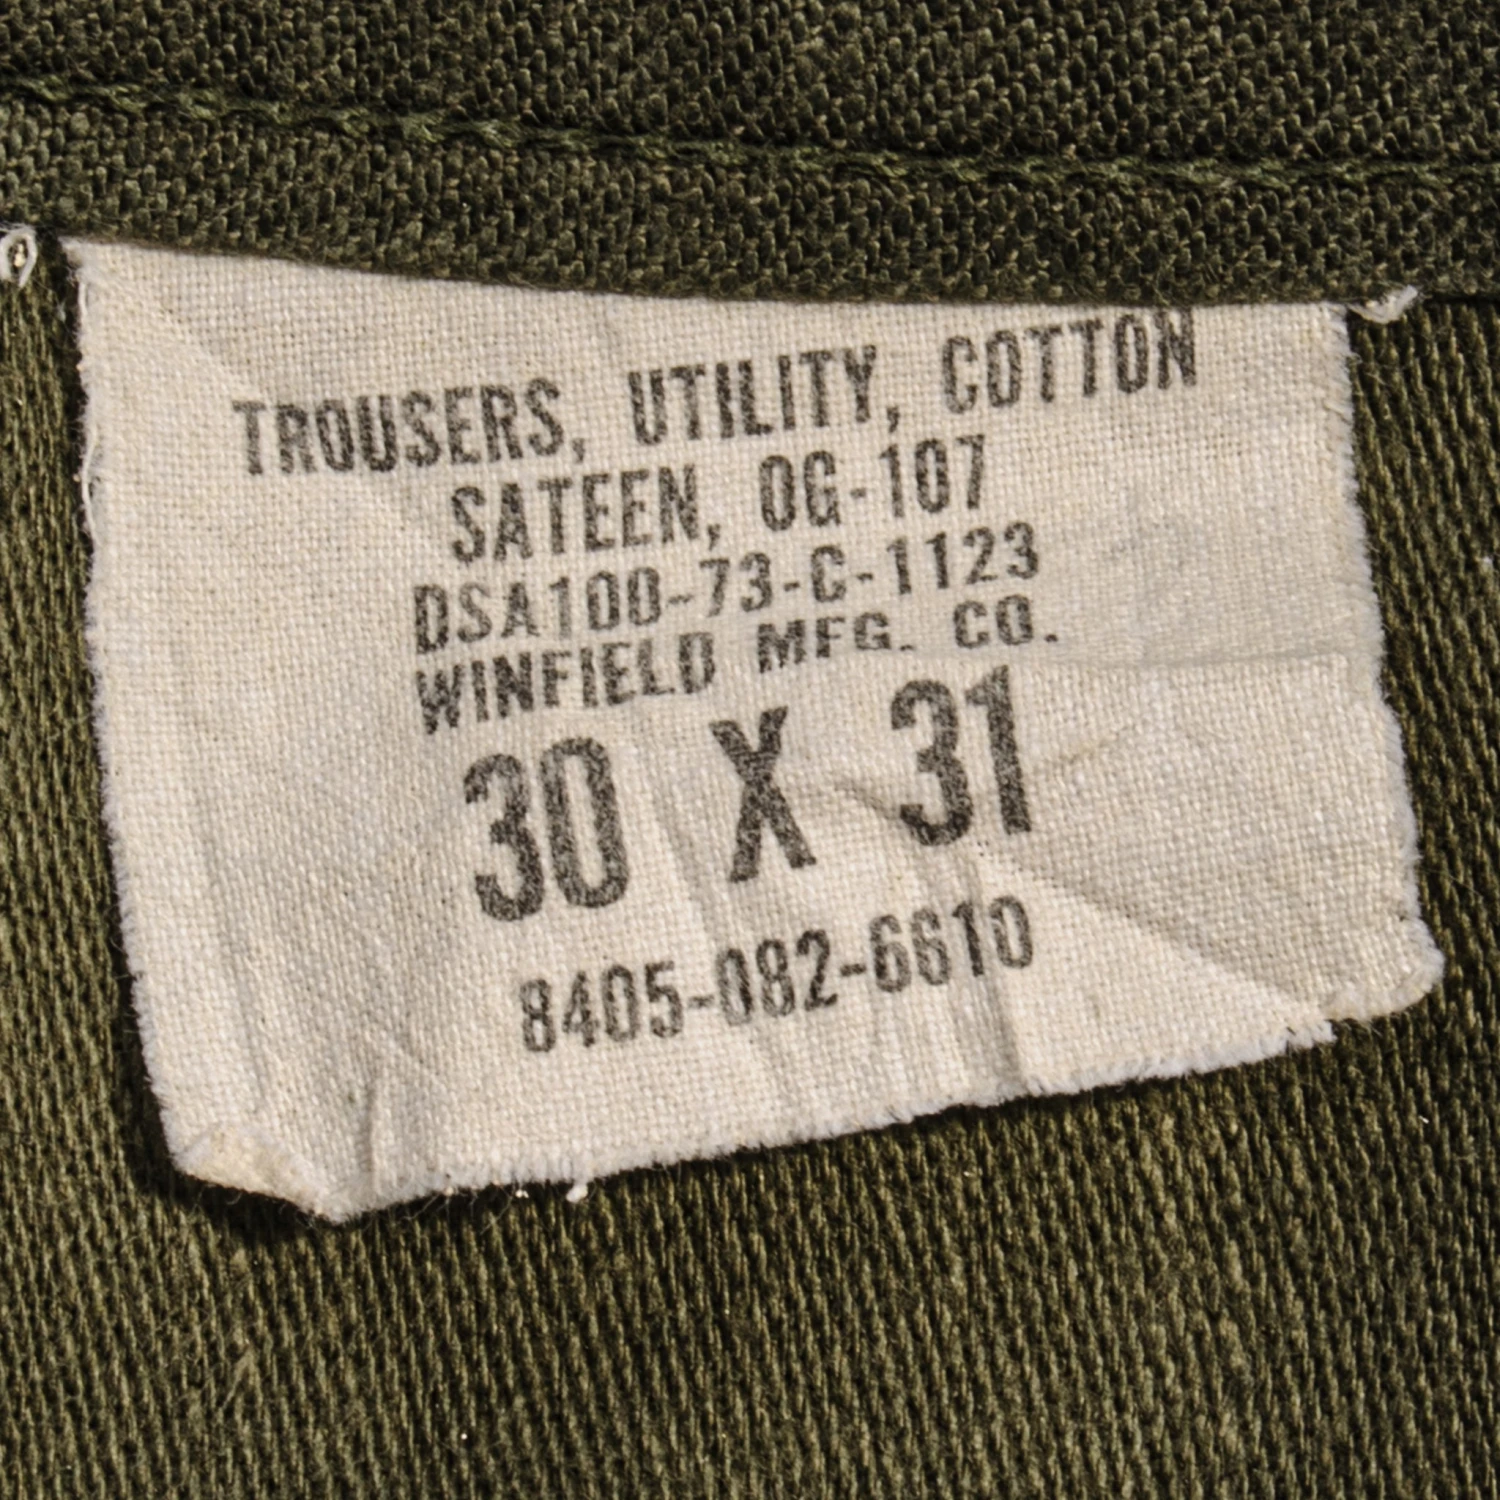 TROUSERS, UTILITY, COTTON
SATEEN, OG-107
DSA100-73-C-1123
WINFIELD MFG. CO.
30 X 31
8405-082-6610